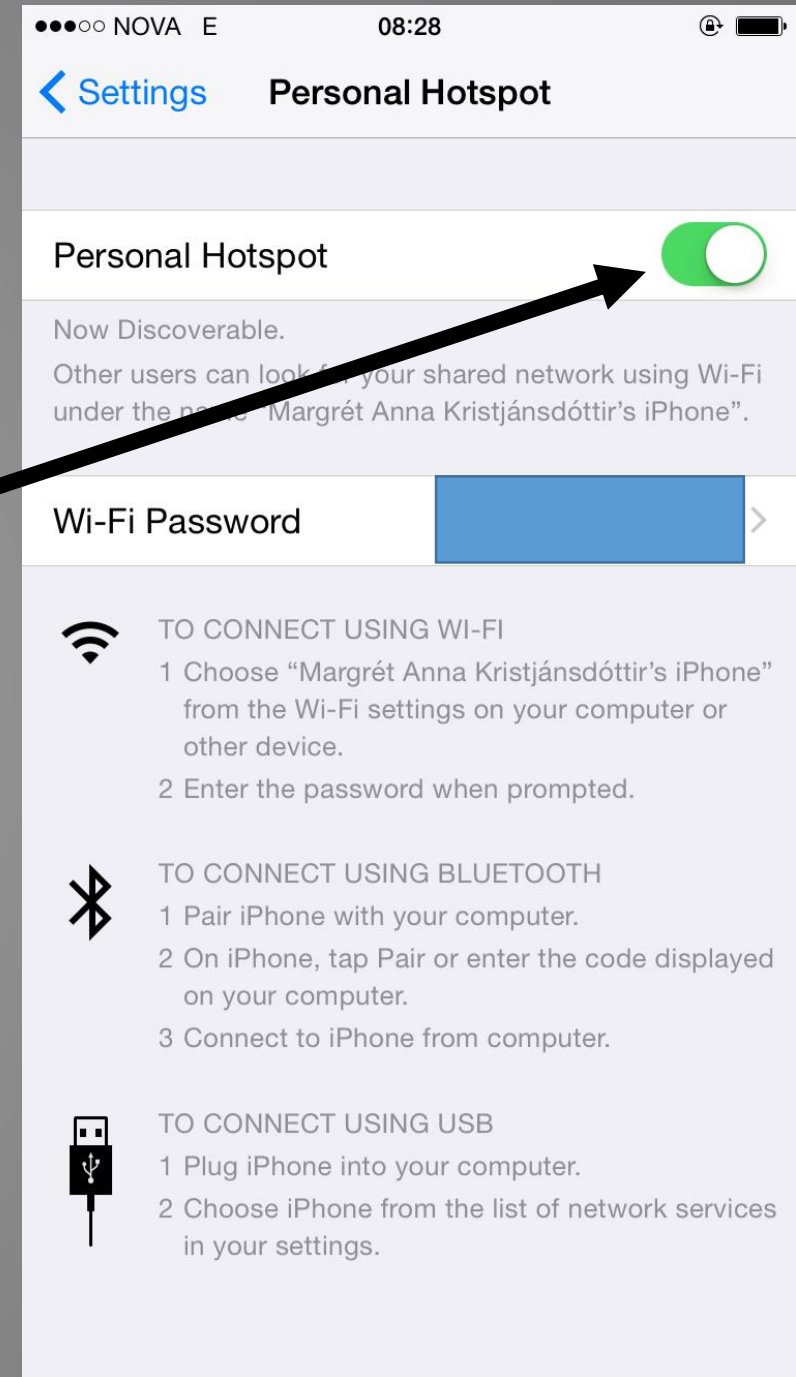 NOVA E 08:28
Settings Personal Hotspot
Personal Hotspot
Now Discoverable.
Other users can look for your shared network using Wi-Fi
under the name “Margrét Anna Kristjánsdóttir’s iPhone”.
Wi-Fi Password
TO CONNECT USING WI-FI
1 Choose “Margrét Anna Kristjánsdóttir’s iPhone”
from the Wi-Fi settings on your computer or
other device.
2 Enter the password when prompted.
TO CONNECT USING BLUETOOTH
1 Pair iPhone with your computer.
2 On iPhone, tap Pair or enter the code displayed
on your computer.
3 Connect to iPhone from computer.
TO CONNECT USING USB
1 Plug iPhone into your computer.
2 Choose iPhone from the list of network services
in your settings.